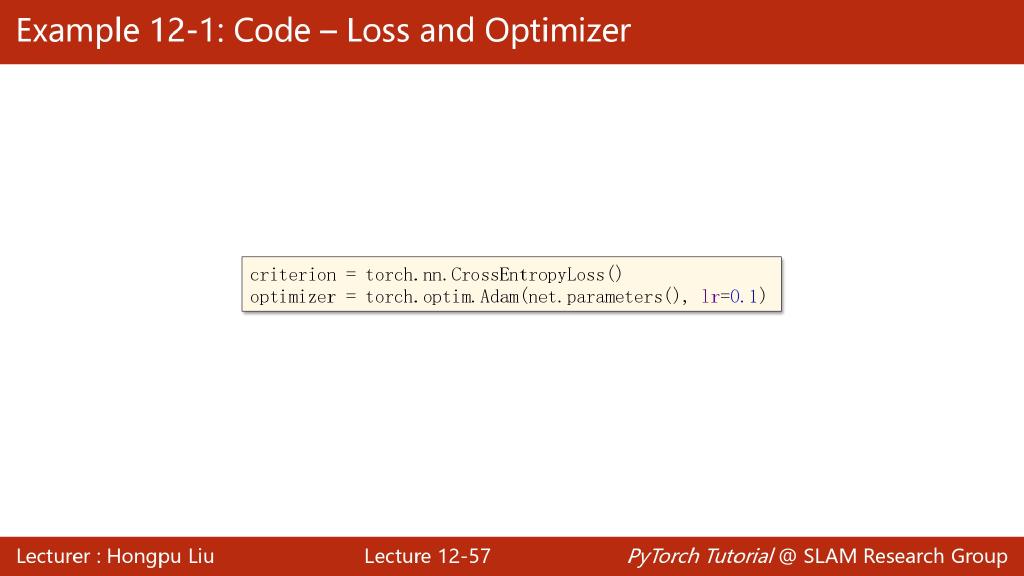 Example 12-1: Code – Loss and Optimizer
criterion = torch.nn.CrossEntropyLoss()
optimizer = torch.optim.Adam(net.parameters(), lr=0.1)
Lecturer : Hongpu Liu
Lecture 12-57
PyTorch Tutorial @ SLAM Research Group